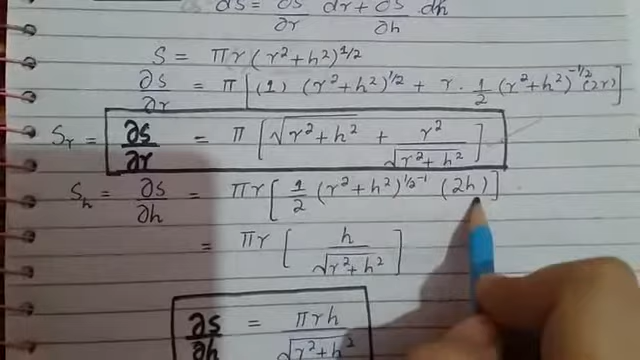 dS = ∂S/∂r dr + ∂S/∂h dh
S = πr(r²+h²)^1/2
∂S/∂r = π[(1)(r²+h²)^1/2 + r·1/2(r²+h²)^-1/2(2r)]
Sr = ∂S/∂r = π[√(r²+h²) + r²/√(r²+h²)]
Sh = ∂S/∂h = πr[1/2(r²+h²)^1/2-1(2h)]
= πr[h/√(r²+h²)]
∂S/∂h = πrh/√(r²+h²)